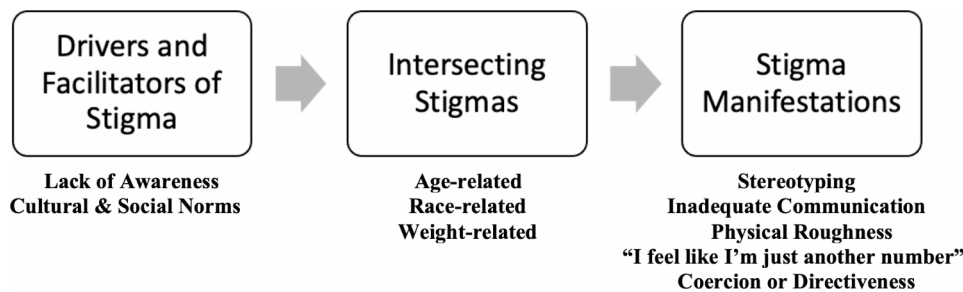 Drivers and
Facilitators of
Stigma
Lack of Awareness
Cultural & Social Norms
Intersecting
Stigmas
Age-related
Race-related
Weight-related
Stigma
Manifestations
Stereotyping
Inadequate Communication
Physical Roughness
“I feel like I’m just another number”
Coercion or Directiveness